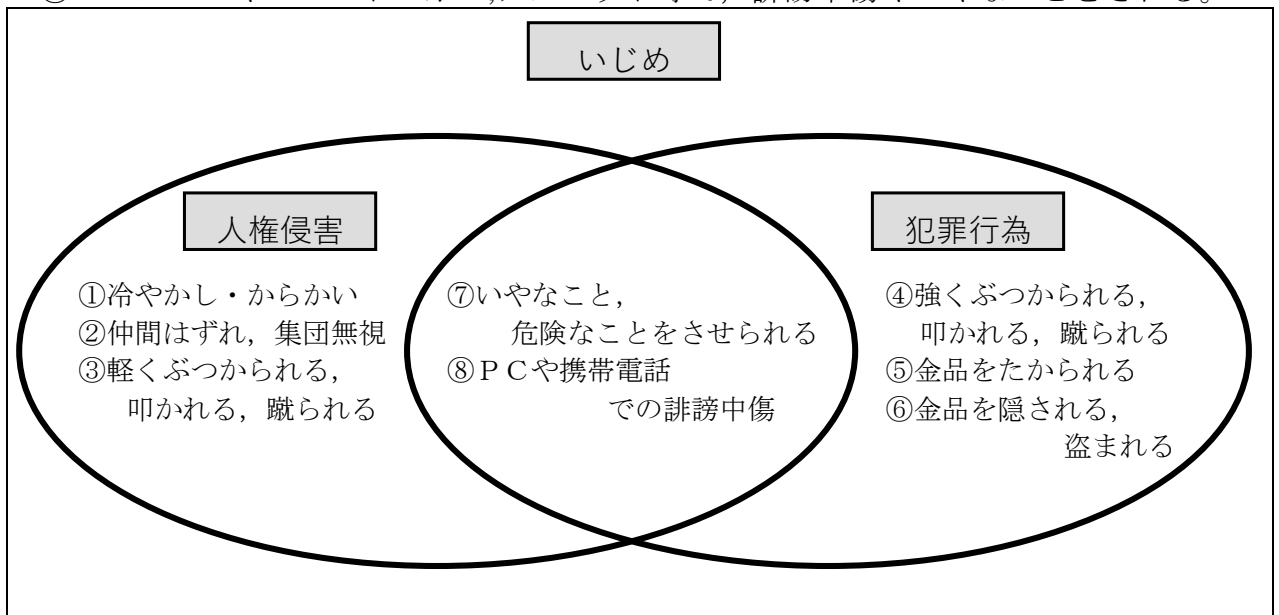 いじめ
人権侵害
①冷やかし・からかい
②仲間はずれ，集団無視
③軽くぶつかられる，
叩かれる，蹴られる
⑦いやなこと，
危険なことをさせられる
⑧ＰＣや携帯電話
での誹謗中傷
犯罪行為
④強くぶつかられる，
叩かれる，蹴られる
⑤金品をたかられる
⑥金品を隠される，
盗まれる